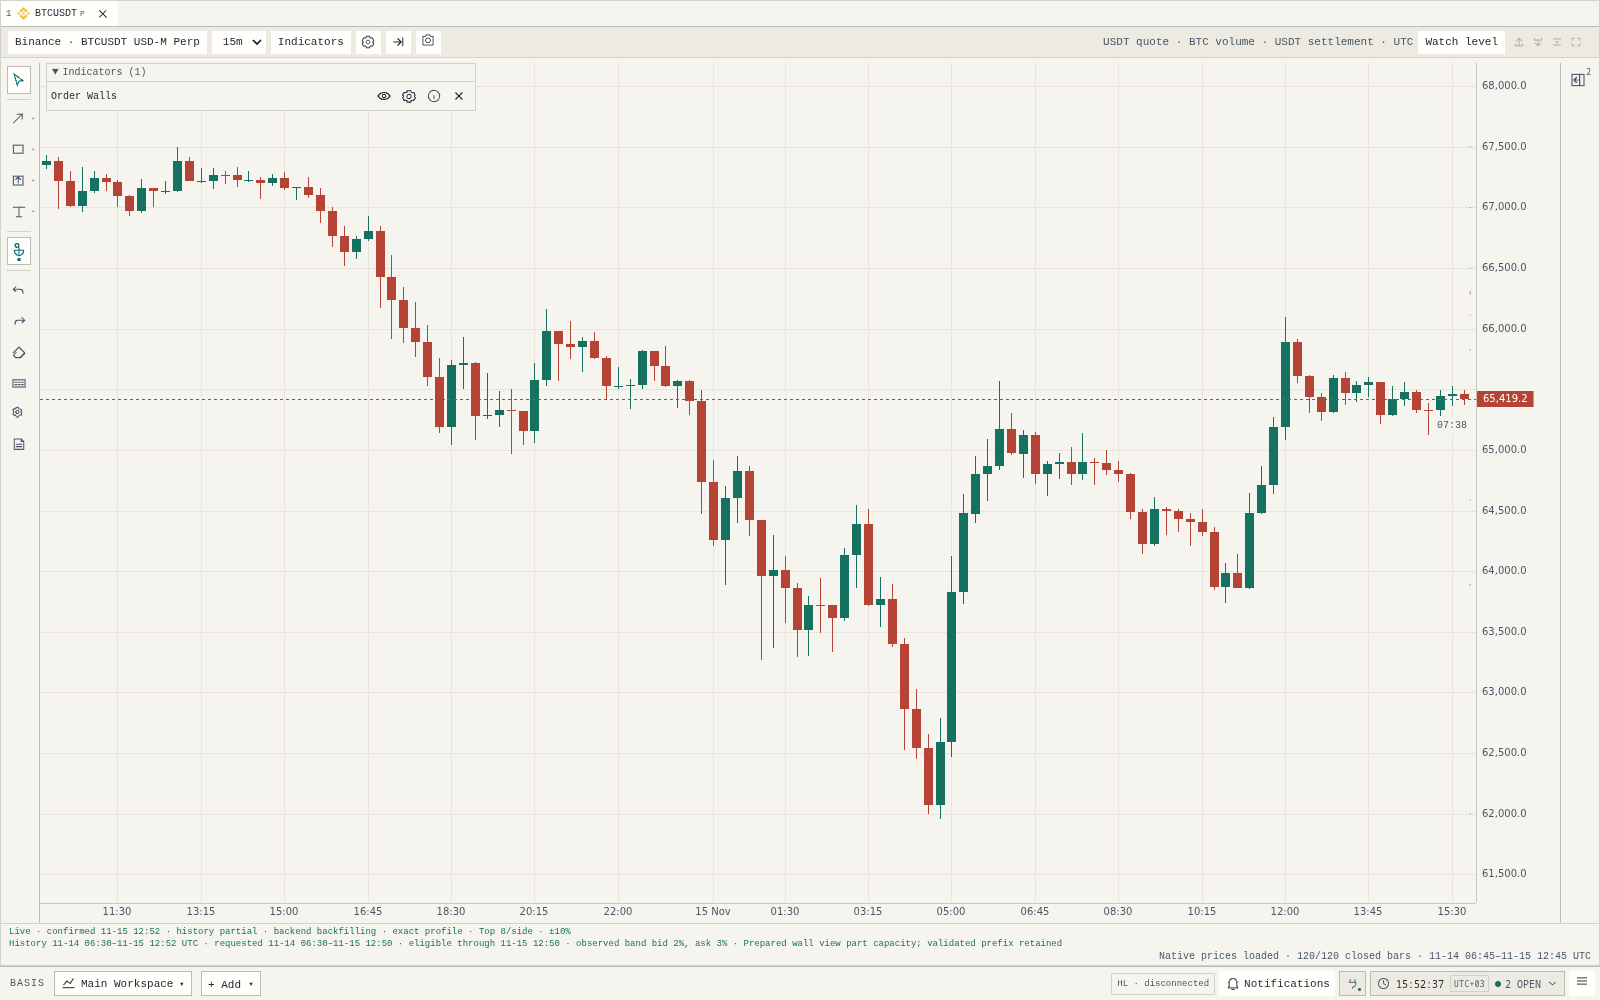 1 BTCUSDT P
Binance · BTCUSDT USD-M Perp 15m Indicators USDT quote · BTC volume · USDT settlement · UTC Watch level
▼ Indicators (1)
Order Walls
2
68,000.0
67,500.0
67,000.0
66,500.0
66,000.0
65,419.2
07:38
65,000.0
64,500.0
64,000.0
63,500.0
63,000.0
62,500.0
62,000.0
61,500.0
11:30 13:15 15:00 16:45 18:30 20:15 22:00 15 Nov 01:30 03:15 05:00 06:45 08:30 10:15 12:00 13:45 15:30
Live · confirmed 11-15 12:52 · history partial · backend backfilling · exact profile · Top 8/side · ±10%
History 11-14 06:30–11-15 12:52 UTC · requested 11-14 06:30–11-15 12:50 · eligible through 11-15 12:50 · observed band bid 2%, ask 3% · Prepared wall view part capacity; validated prefix retained
Native prices loaded · 120/120 closed bars · 11-14 06:45–11-15 12:45 UTC
BASIS Main Workspace + Add HL · disconnected Notifications 15:52:37 UTC+03 2 OPEN